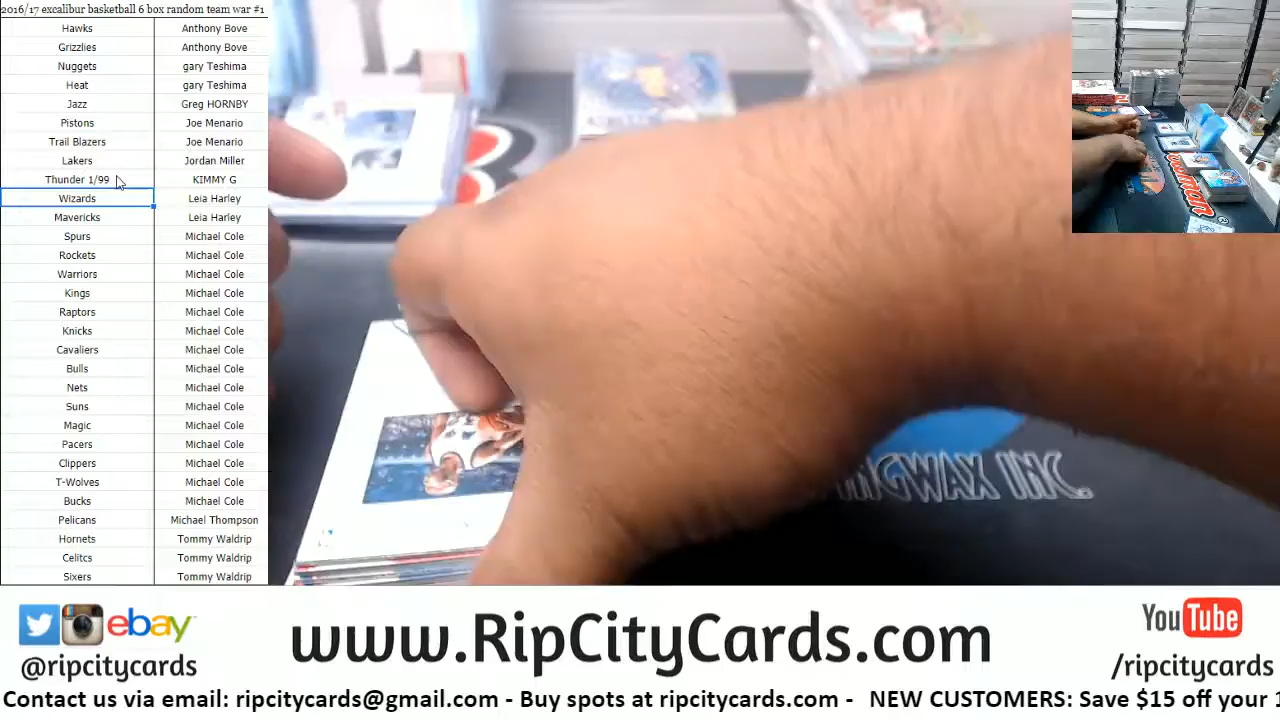 2016/17 excalibur basketball 6 box random team war #1
Hawks Anthony Bove
Grizzlies Anthony Bove
Nuggets gary Teshima
Heat gary Teshima
Jazz Greg HORNBY
Pistons Joe Menario
Trail Blazers Joe Menario
Lakers Jordan Miller
Thunder 1/99 KIMMY G
Wizards Leia Harley
Mavericks Leia Harley
Spurs Michael Cole
Rockets Michael Cole
Warriors Michael Cole
Kings Michael Cole
Raptors Michael Cole
Knicks Michael Cole
Cavaliers Michael Cole
Bulls Michael Cole
Nets Michael Cole
Suns Michael Cole
Magic Michael Cole
Pacers Michael Cole
Clippers Michael Cole
T-Wolves Michael Cole
Bucks Michael Cole
Pelicans Michael Thompson
Hornets Tommy Waldrip
Celitcs Tommy Waldrip
Sixers Tommy Waldrip
INGWAX INC.
ebay
@ripcitycards
www.RipCityCards.com
YouTube
/ripcitycards
Contact us via email: ripcitycards@gmail.com - Buy spots at ripcitycards.com - NEW CUSTOMERS: Save $15 off your 1